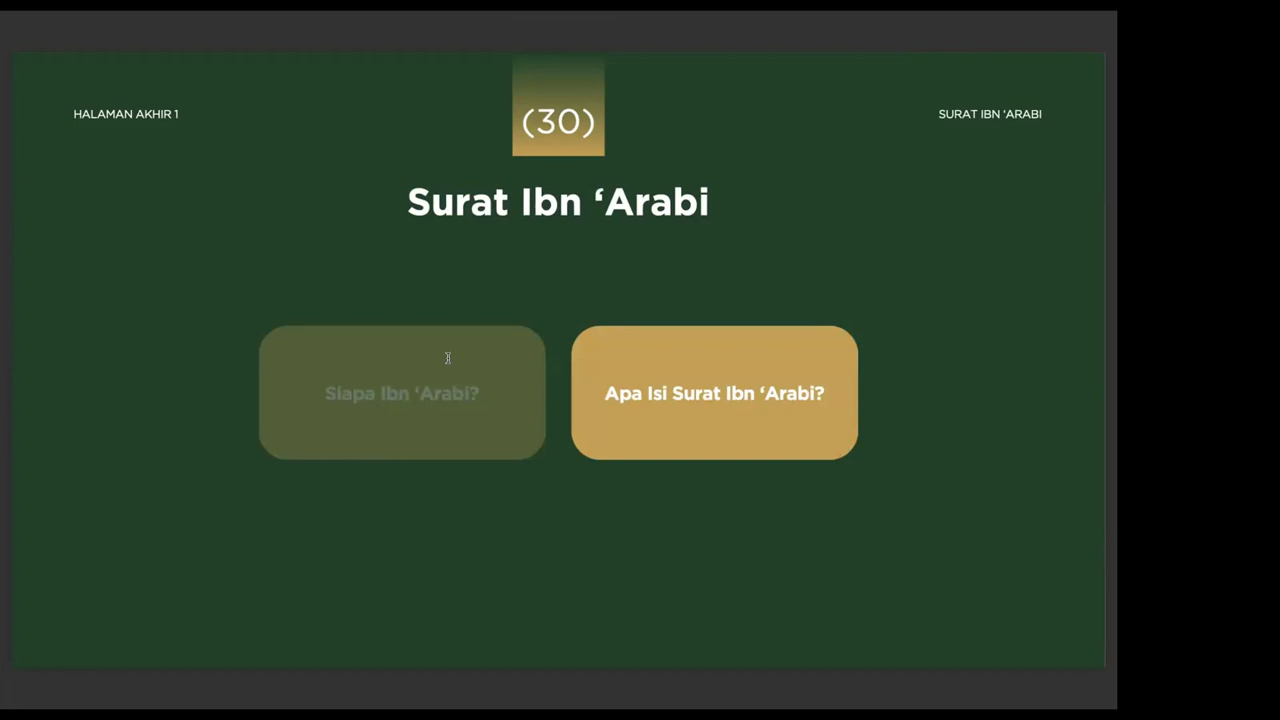 HALAMAN AKHIR 1
(30)
SURAT IBN ‘ARABI
Surat Ibn ‘Arabi
Siapa Ibn ‘Arabi?
Apa Isi Surat Ibn ‘Arabi?